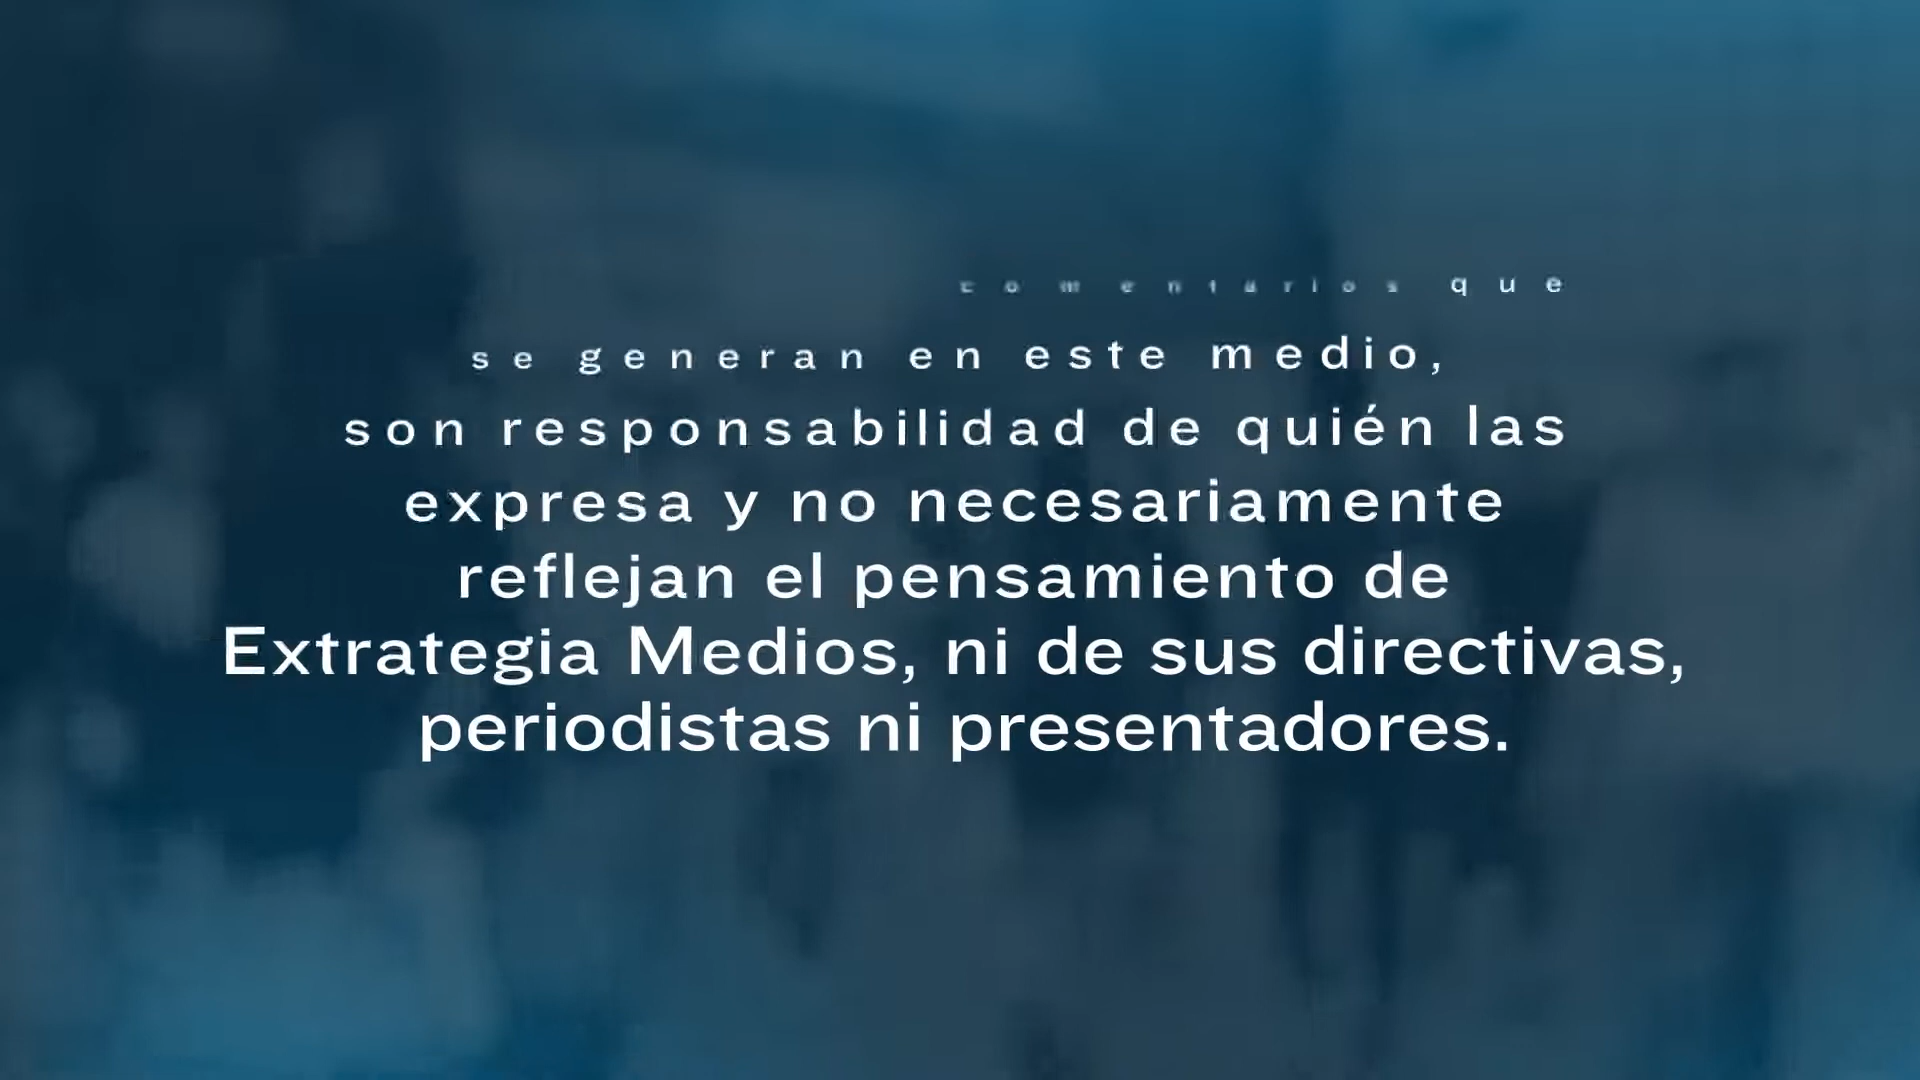 comentarios que
se generan en este medio,
son responsabilidad de quién las
expresa y no necesariamente
reflejan el pensamiento de
Extrategia Medios, ni de sus directivas,
periodistas ni presentadores.